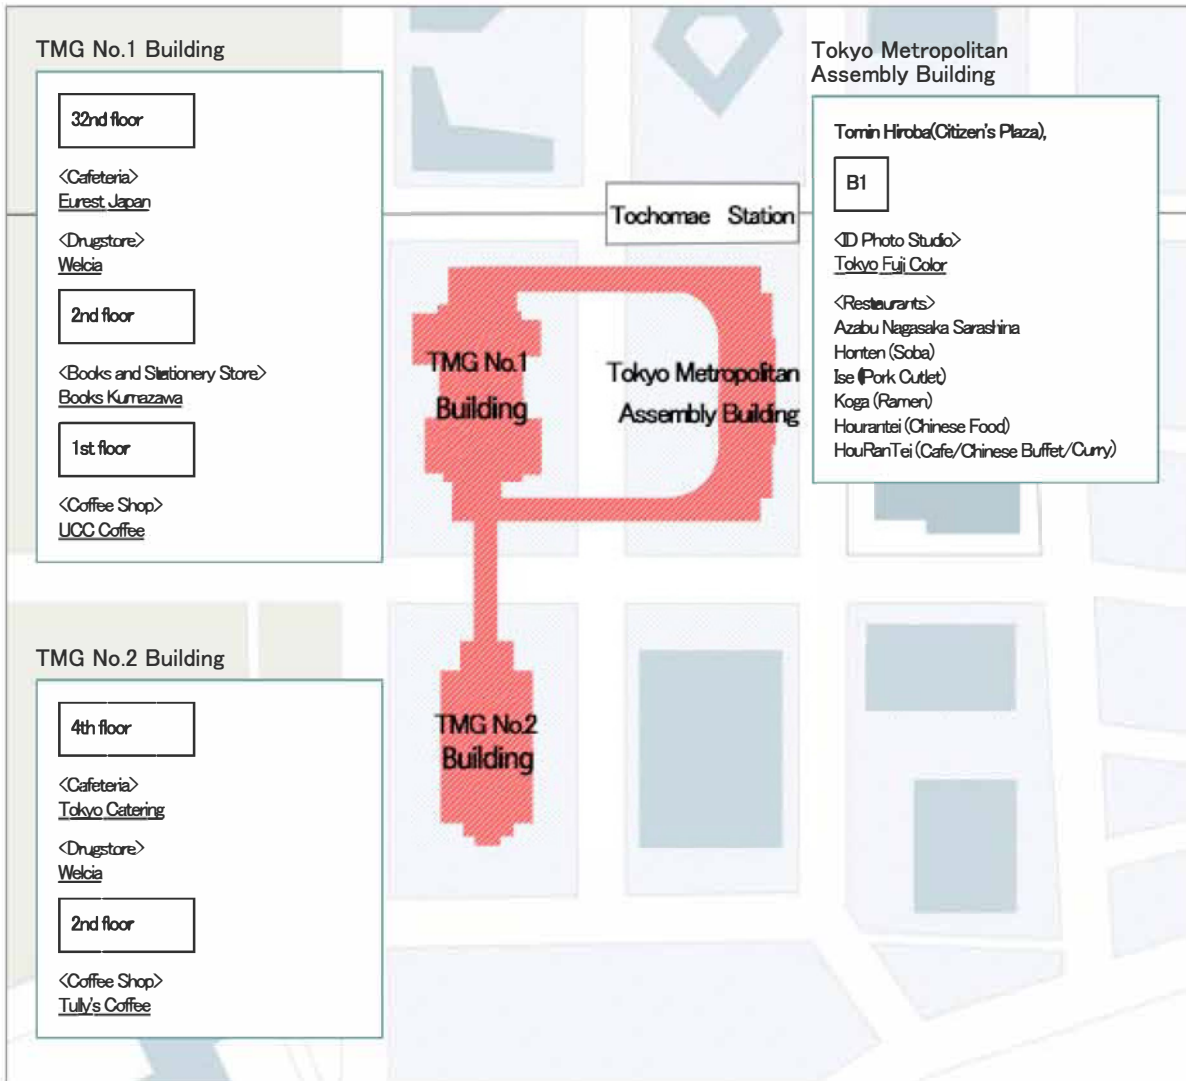 TMG No.1 Building
32nd floor
<Cafeteria>
Eurest Japan
<Drugstore>
Welcia
2nd floor
<Books and Stationery Store>
Books Kumazawa
1st floor
<Coffee Shop>
UCC Coffee
TMG No.2 Building
4th floor
<Cafeteria>
Tokyo Catering
<Drugstore>
Welcia
2nd floor
<Coffee Shop>
Tully's Coffee
Tochomae Station
TMG No.1
Building
Tokyo Metropolitan
Assembly Building
TMG No.2
Building
Tokyo Metropolitan
Assembly Building
Tomin Hiroba(Citizen's Plaza),
B1
<ID Photo Studio>
Tokyo Fuji Color
<Restaurants>
Azabu Nagasaka Sarashina
Honten (Soba)
Ise (Pork Cutlet)
Koga (Ramen)
Hourantei (Chinese Food)
HouRanTei (Cafe/Chinese Buffet/Curry)